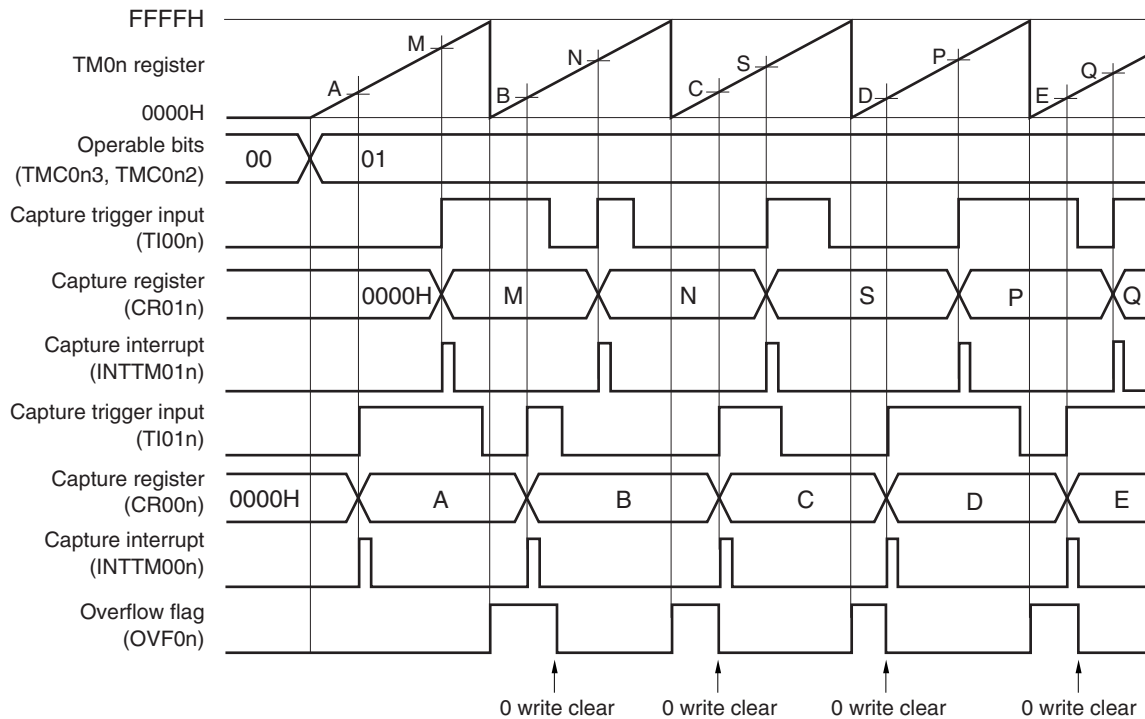 FFFFH
TM0n register
0000H
A M B N C S D P E Q
Operable bits
(TMC0n3, TMC0n2)
00 01
Capture trigger input
(TI00n)
Capture register
(CR01n)
0000H M N S P Q
Capture interrupt
(INTTM01n)
Capture trigger input
(TI01n)
Capture register
(CR00n)
0000H A B C D E
Capture interrupt
(INTTM00n)
Overflow flag
(OVF0n)
0 write clear 0 write clear 0 write clear 0 write clear